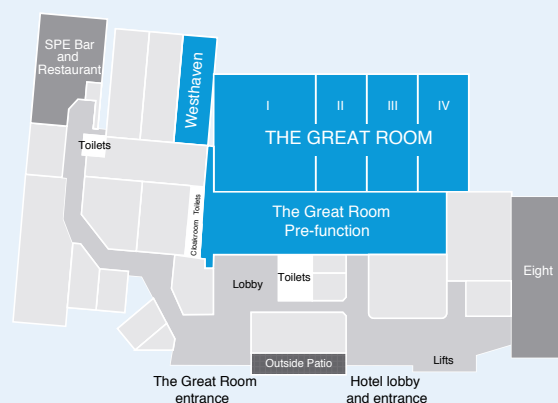 SPE Bar
and
Restaurant
Westhaven
I
II
III
IV
THE GREAT ROOM
Toilets
Cloakroom Toilets
The Great Room
Pre-function
Lobby
Toilets
Eight
Outside Patio
Lifts
The Great Room
entrance
Hotel lobby
and entrance